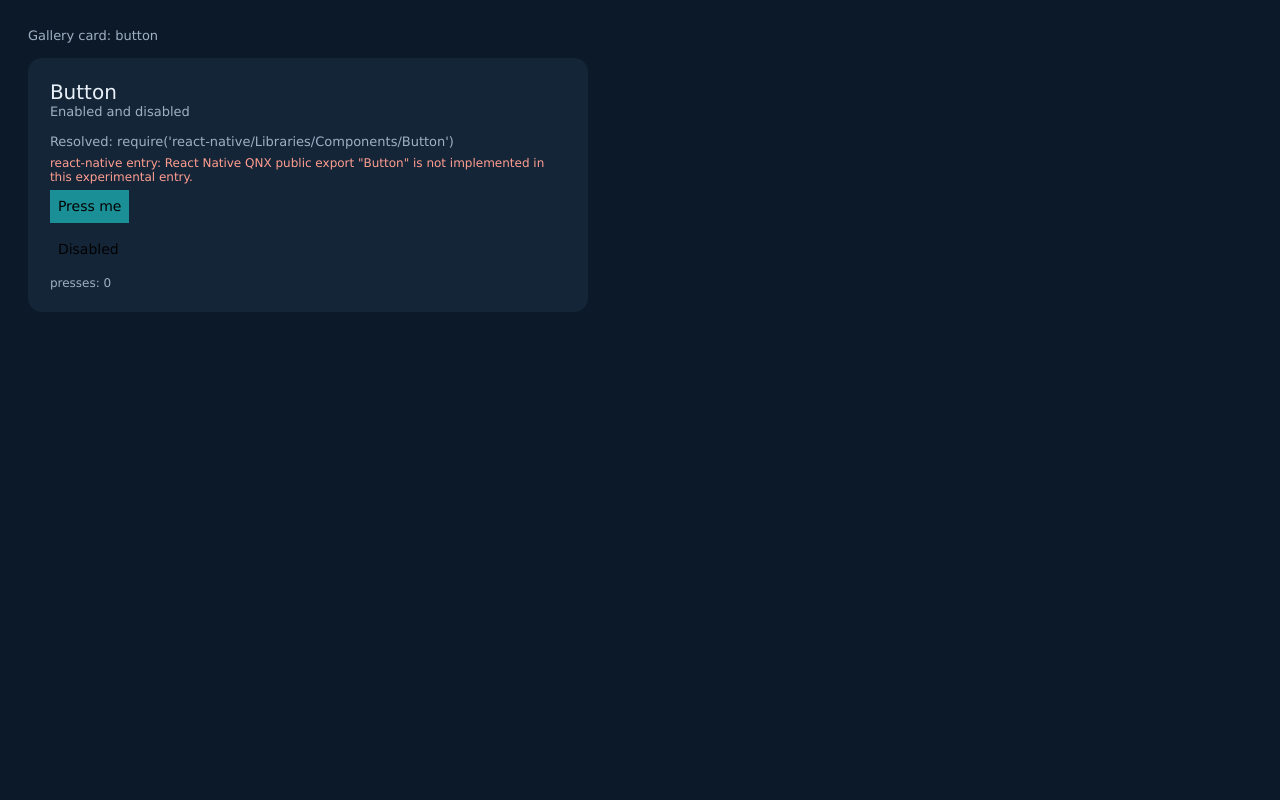 Gallery card: button
Button
Enabled and disabled
Resolved: require('react-native/Libraries/Components/Button')
react-native entry: React Native QNX public export "Button" is not implemented in
this experimental entry.
Press me
Disabled
presses: 0